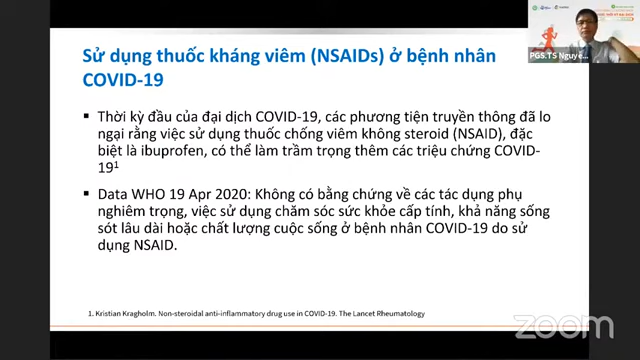 Sử dụng thuốc kháng viêm (NSAIDs) ở bệnh nhân
COVID-19
▪ Thời kỳ đầu của đại dịch COVID-19, các phương tiện truyền thông đã lo
ngại rằng việc sử dụng thuốc chống viêm không steroid (NSAID), đặc
biệt là ibuprofen, có thể làm trầm trọng thêm các triệu chứng COVID-
19¹
▪ Data WHO 19 Apr 2020: Không có bằng chứng về các tác dụng phụ
nghiêm trọng, việc sử dụng chăm sóc sức khỏe cấp tính, khả năng sống
sót lâu dài hoặc chất lượng cuộc sống ở bệnh nhân COVID-19 do sử
dụng NSAID.
1. Kristian Kragholm. Non-steroidal anti-inflammatory drug use in COVID-19. The Lancet Rheumatology
PGS.TS Nguyễ...
zoom